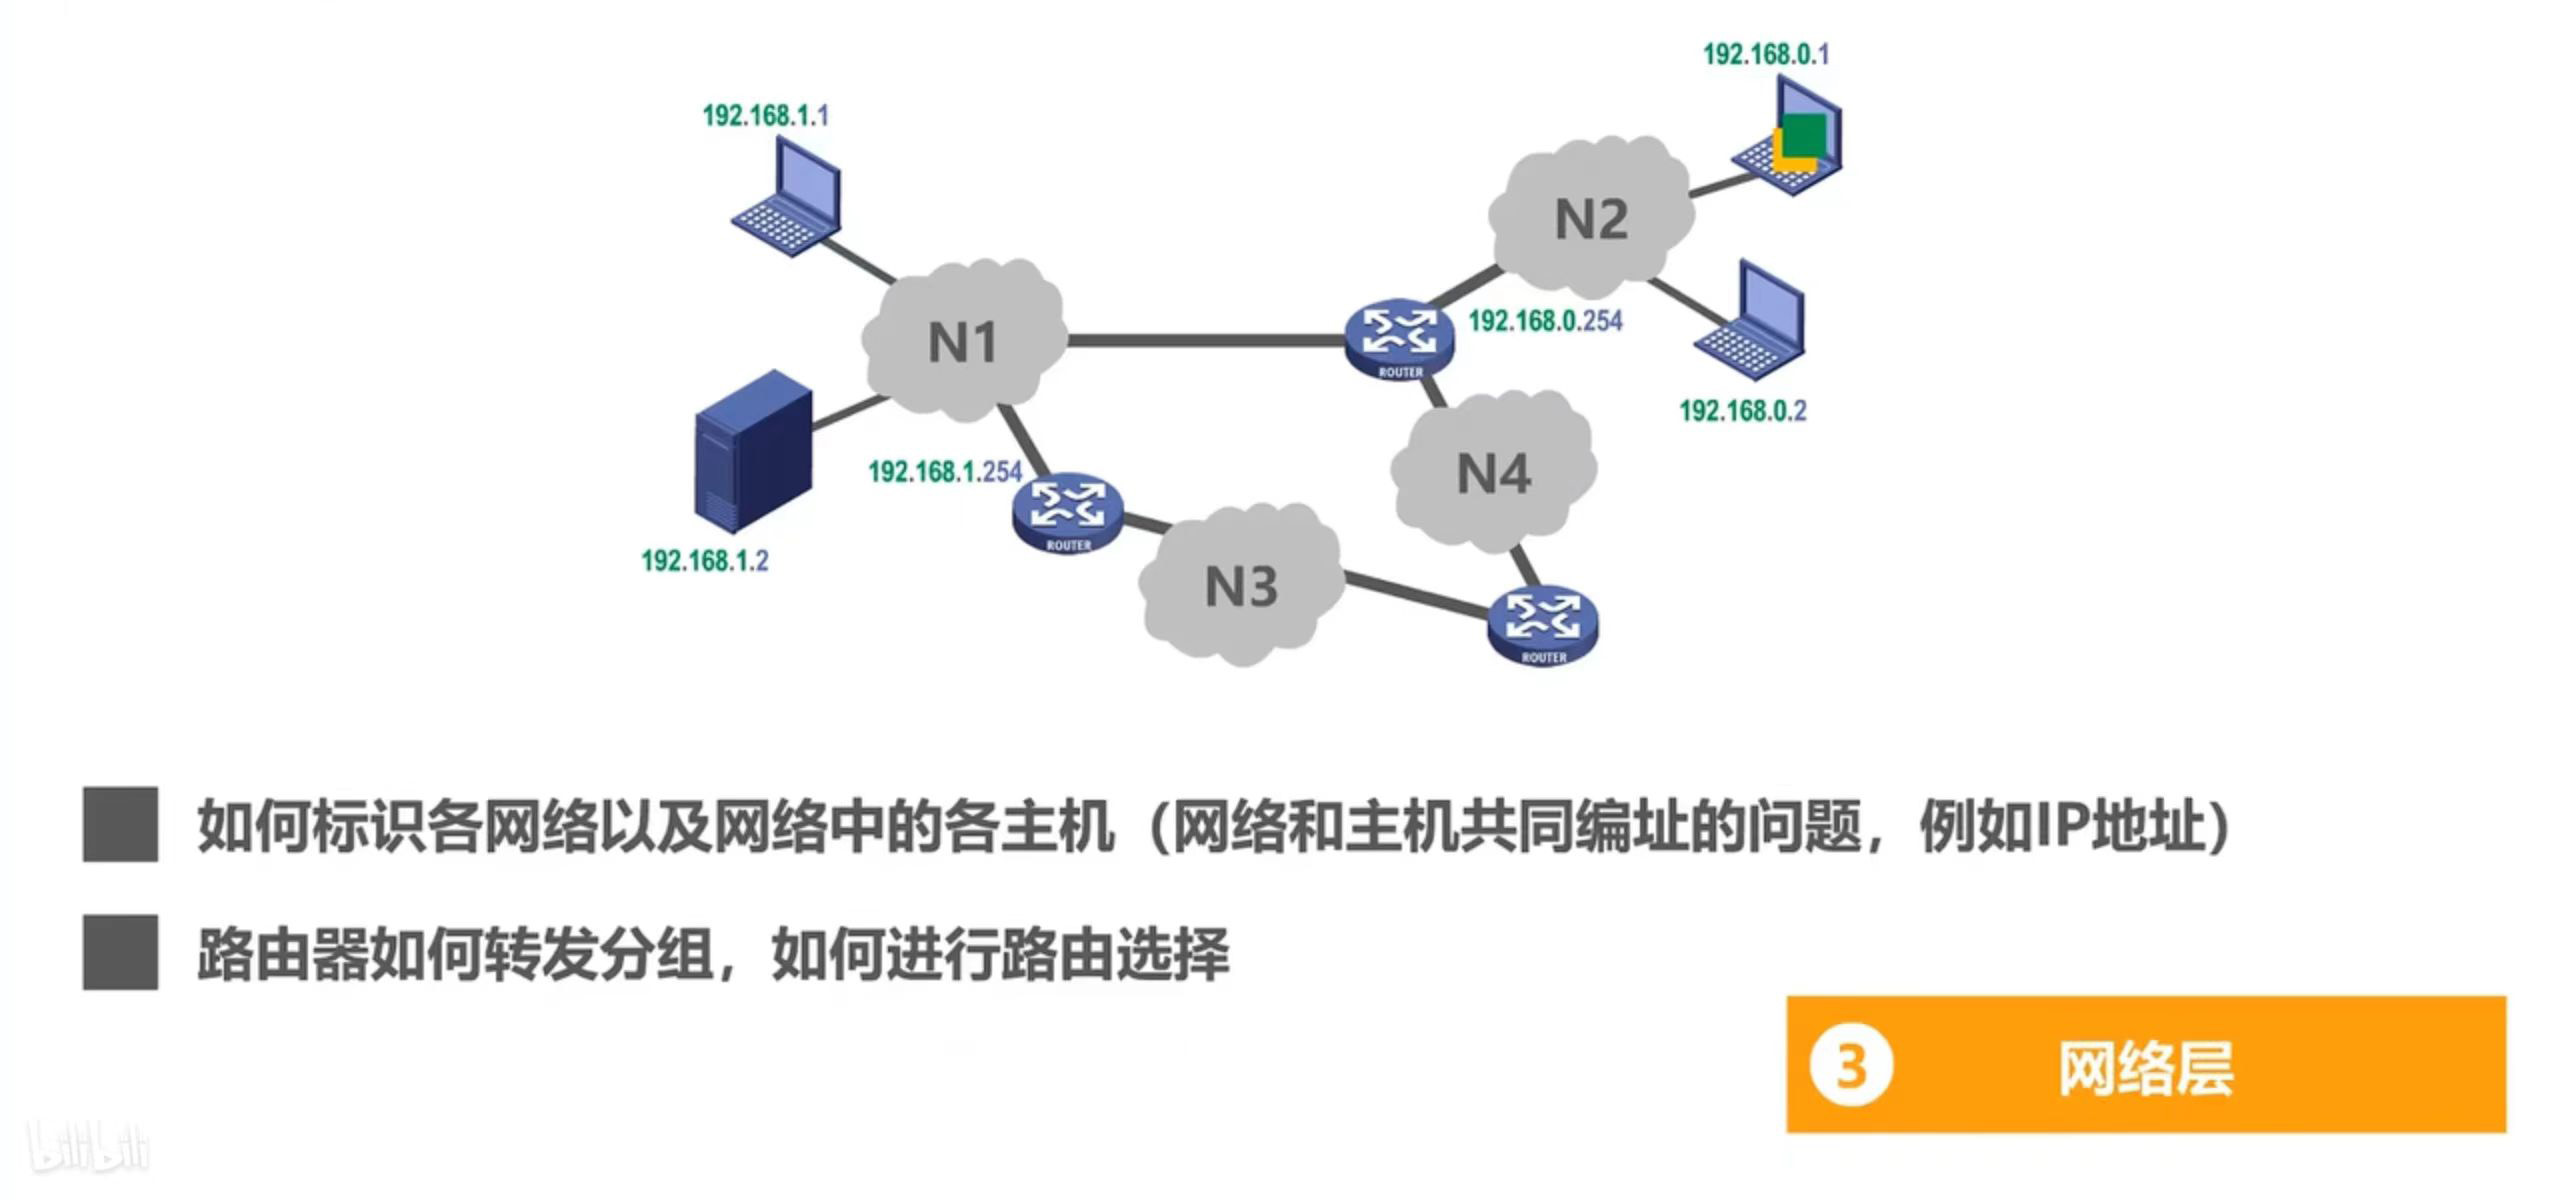 192.168.0.1
192.168.1.1
N2
192.168.0.254
N1
ROUTER
192.168.0.2
192.168.1.254
N4
ROUTER
192.168.1.2
N3
ROUTER
如何标识各网络以及网络中的各主机（网络和主机共同编址的问题，例如IP地址）
路由器如何转发分组，如何进行路由选择
3 网络层
bilibili